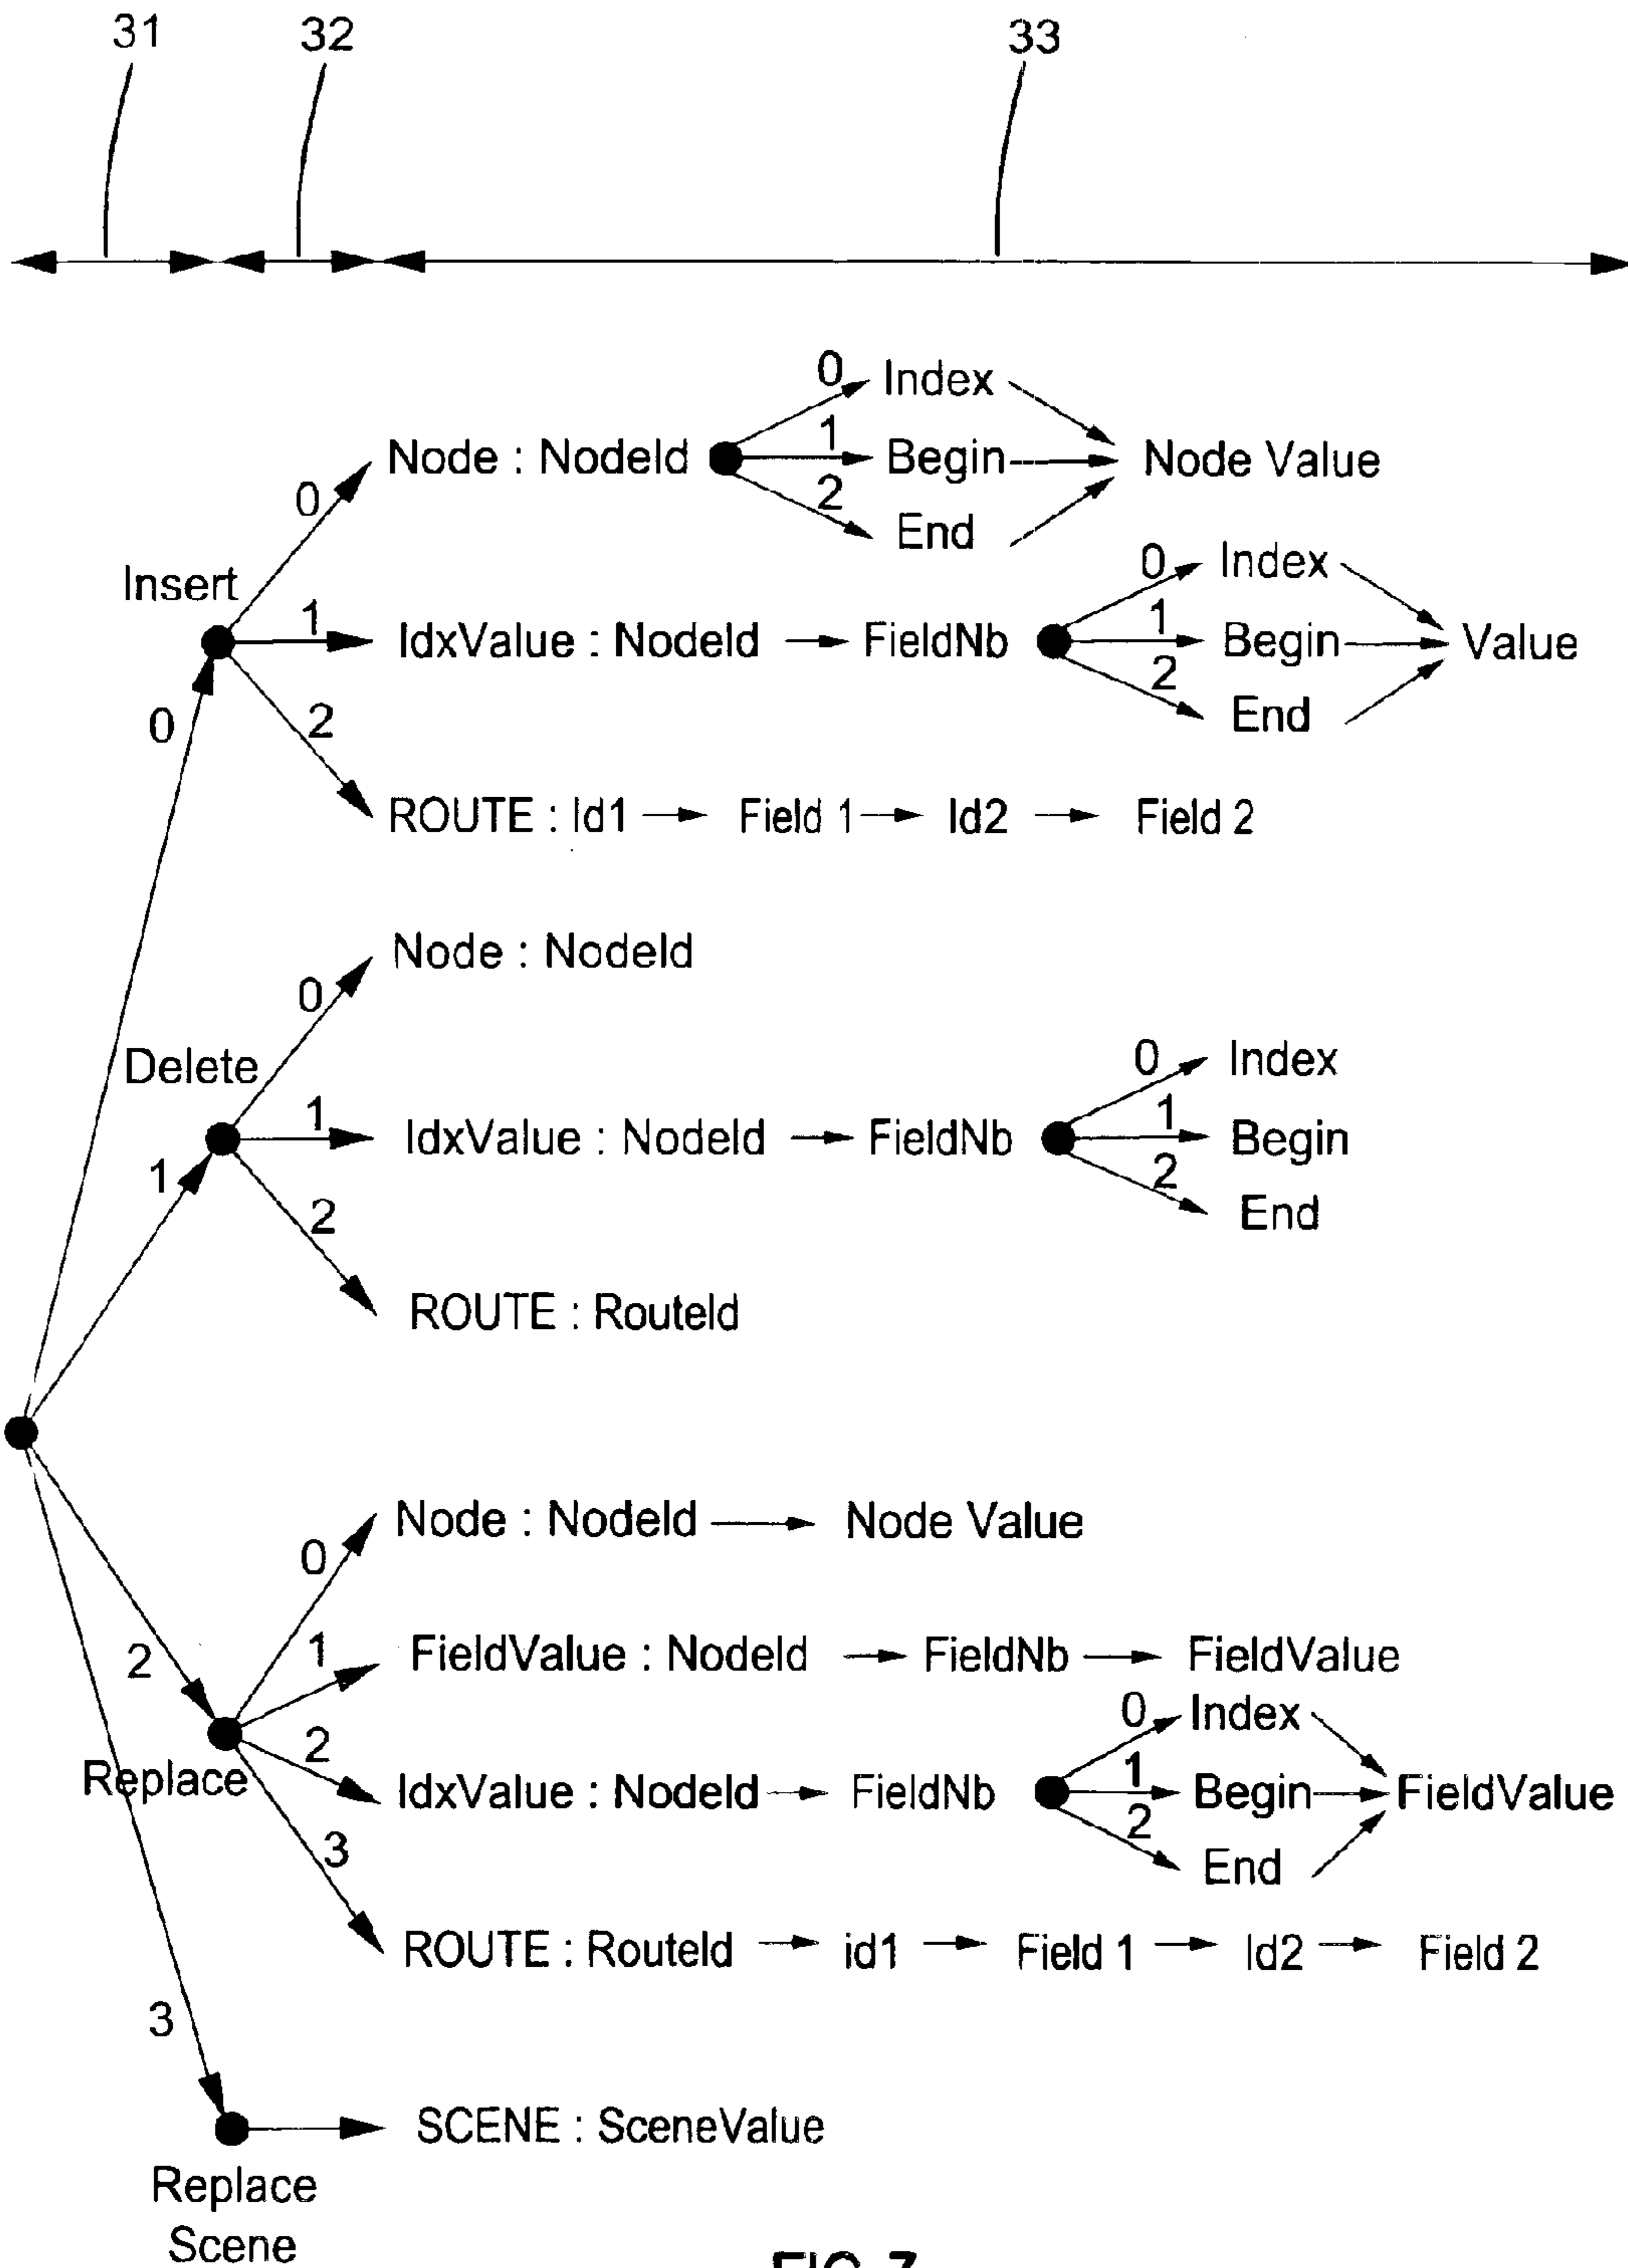 31 32 33
0 Index
Node : NodeId 1 Begin Node Value
0 2 End
Insert 0 Index
1 IdxValue : NodeId FieldNb 1 Begin Value
0 2 2 End
ROUTE : Id1 Field 1 Id2 Field 2
Node : NodeId
0
Delete 0 Index
1 IdxValue : NodeId FieldNb 1 Begin
1 2 2 End
ROUTE : RouteId
Node : NodeId Node Value
0
2 1 FieldValue : NodeId FieldNb FieldValue
2 0 Index
Replace IdxValue : NodeId FieldNb 1 Begin FieldValue
3 2 End
ROUTE : RouteId id1 Field 1 Id2 Field 2
3
SCENE : SceneValue
Replace
Scene